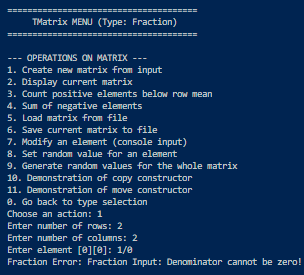 =====================================
TMatrix MENU (Type: Fraction)
=====================================
--- OPERATIONS ON MATRIX ---
1. Create new matrix from input
2. Display current matrix
3. Count positive elements below row mean
4. Sum of negative elements
5. Load matrix from file
6. Save current matrix to file
7. Modify an element (console input)
8. Set random value for an element
9. Generate random values for the whole matrix
10. Demonstration of copy constructor
11. Demonstration of move constructor
0. Go back to type selection
Choose an action: 1
Enter number of rows: 2
Enter number of columns: 2
Enter element [0][0]: 1/0
Fraction Error: Fraction Input: Denominator cannot be zero!